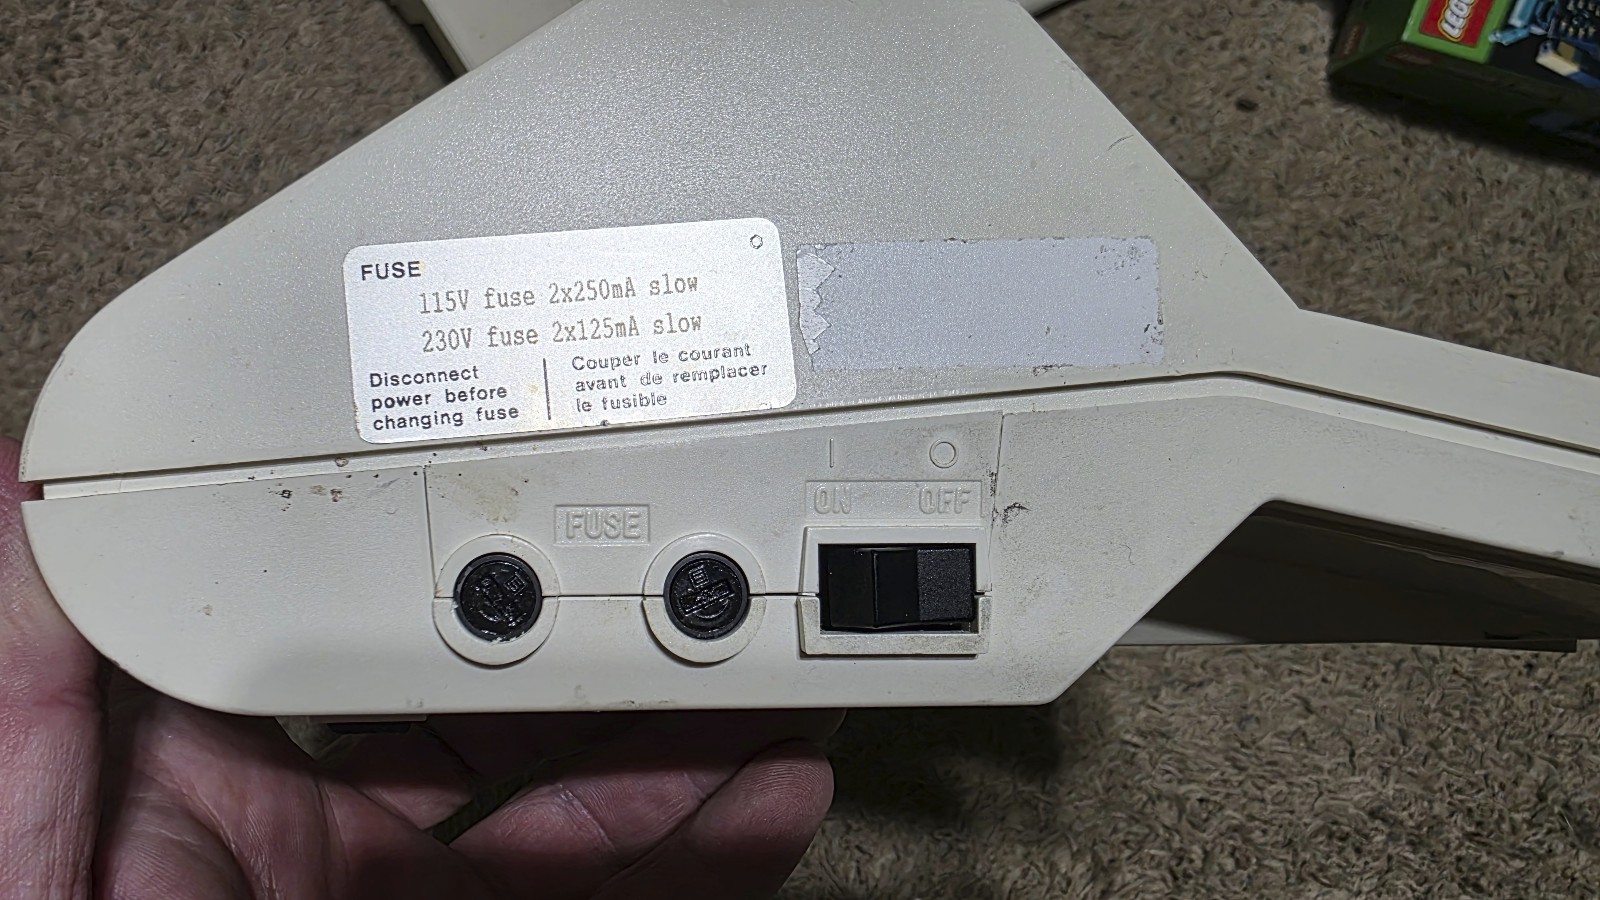 LEGO
FUSE
115V fuse 2x250mA slow
230V fuse 2x125mA slow
Disconnect
power before
changing fuse
Couper le courant
avant de remplacer
le fusible
| O
ON OFF
FUSE